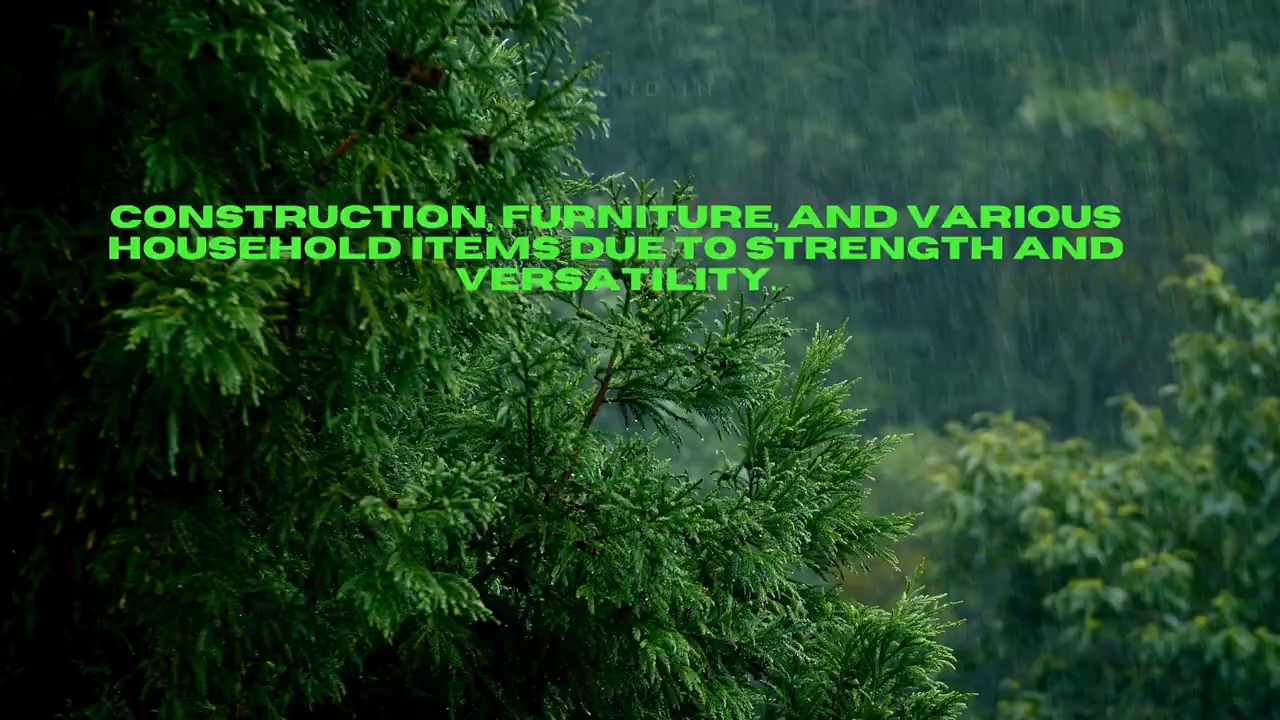 CONSTRUCTION, FURNITURE, AND VARIOUS
HOUSEHOLD ITEMS DUE TO STRENGTH AND
VERSATILITY.